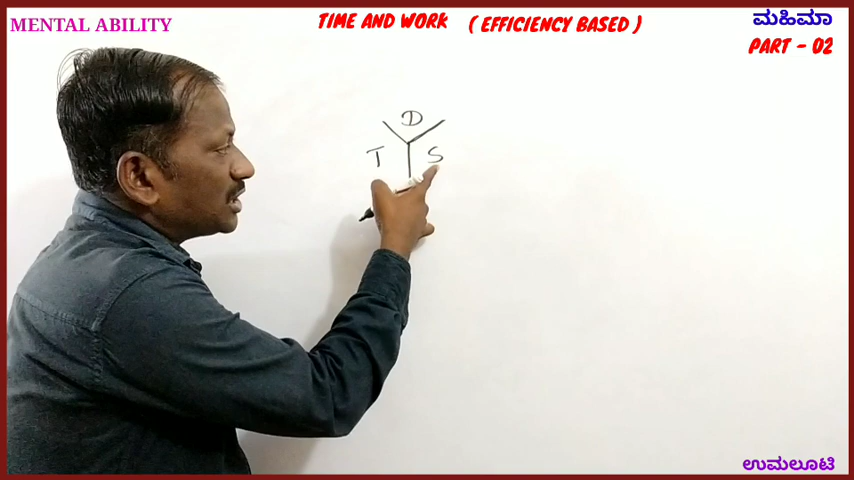 MENTAL ABILITY
TIME AND WORK ( EFFICIENCY BASED )
ಮಹಿಮಾ
PART - 02
D
T S
ಉಮಲೂಟಿ